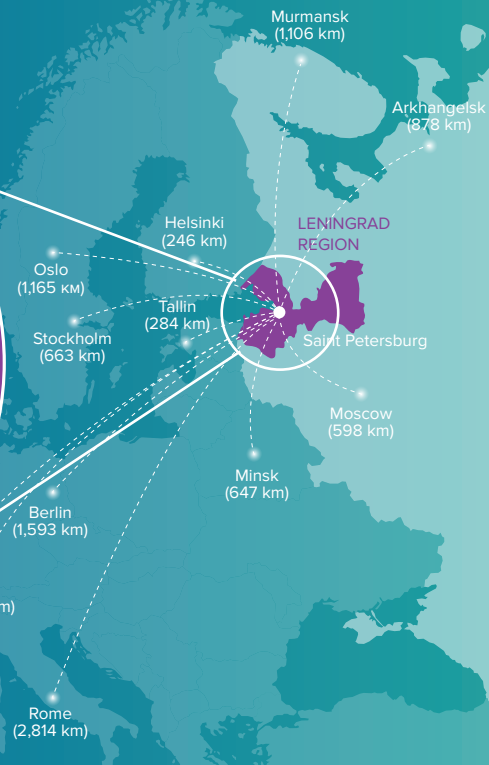 Murmansk
(1,106 km)
Arkhangelsk
(878 km)
LENINGRAD
REGION
Helsinki
(246 km)
Oslo
(1,165 км)
Tallin
(284 km)
Stockholm
(663 km)
Saint Petersburg
Moscow
(598 km)
Minsk
(647 km)
Berlin
(1,593 km)
m)
Rome
(2,814 km)